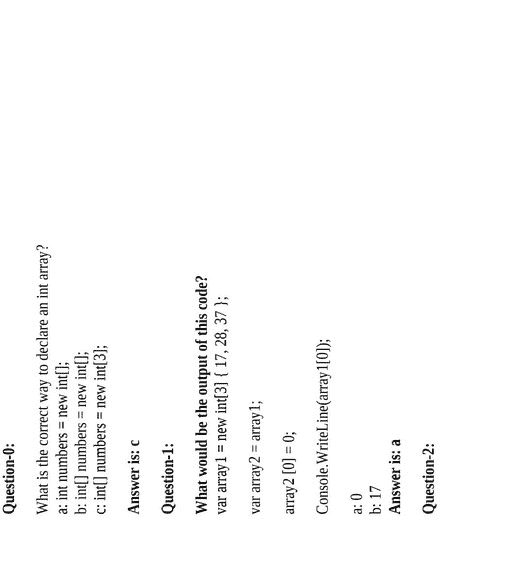 Question-0:
What is the correct way to declare an int array?
a: int numbers = new int[];
b: int[] numbers = new int[];
c: int[] numbers = new int[3];
Answer is: c
Question-1:
What would be the output of this code?
var array1 = new int[3] { 17, 28, 37 };
var array2 = array1;
array2 [0] = 0;
Console.WriteLine(array1[0]);
a: 0
b: 17
Answer is: a
Question-2: